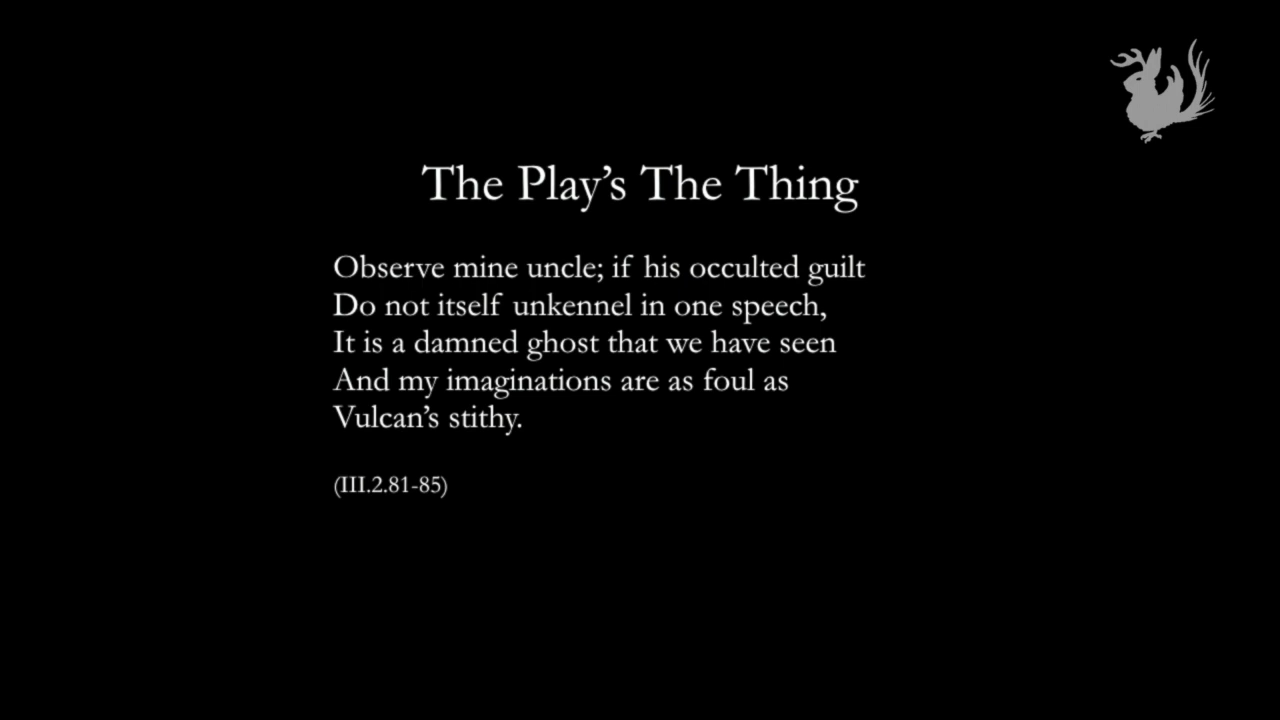 The Play’s The Thing
Observe mine uncle; if his occulted guilt
Do not itself unkennel in one speech,
It is a damned ghost that we have seen
And my imaginations are as foul as
Vulcan’s stithy.
(III.2.81-85)